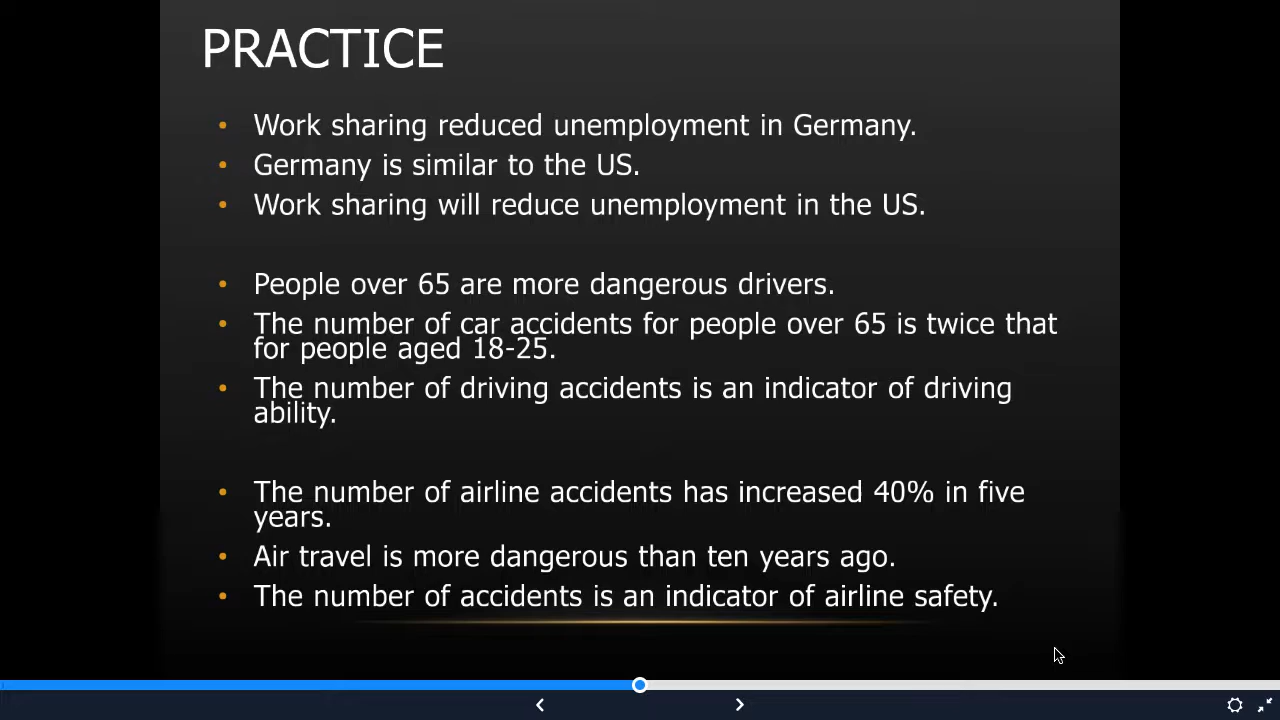 PRACTICE
• Work sharing reduced unemployment in Germany.
• Germany is similar to the US.
• Work sharing will reduce unemployment in the US.
• People over 65 are more dangerous drivers.
• The number of car accidents for people over 65 is twice that
for people aged 18-25.
• The number of driving accidents is an indicator of driving
ability.
• The number of airline accidents has increased 40% in five
years.
• Air travel is more dangerous than ten years ago.
• The number of accidents is an indicator of airline safety.